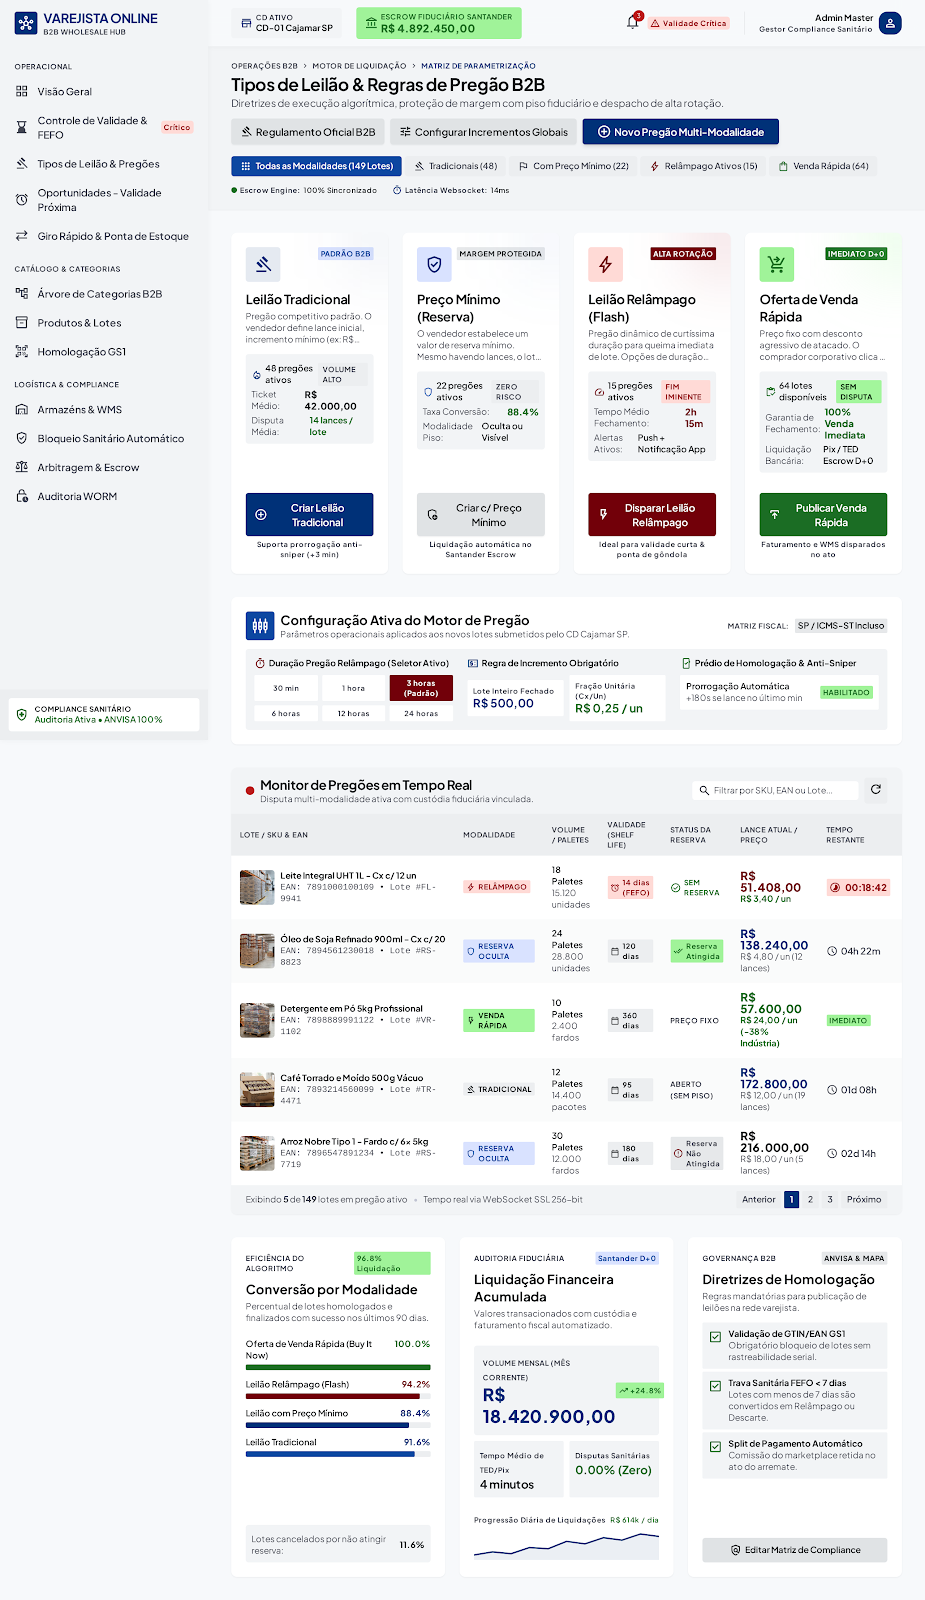 VAREJISTA ONLINE
B2B WHOLESALE HUB
CD ATIVO
CD-01 Cajamar SP
ESCROW FIDUCIÁRIO SANTANDER
R$ 4.892.450,00
3
Validade Crítica
Admin Master
Gestor Compliance Sanitário
OPERACIONAL
Visão Geral
Controle de Validade &
FEFO
Crítico
Tipos de Leilão & Pregões
Oportunidades – Validade
Próxima
Giro Rápido & Ponta de Estoque
CATÁLOGO & CATEGORIAS
Árvore de Categorias B2B
Produtos & Lotes
Homologação GS1
LOGÍSTICA & COMPLIANCE
Armazéns & WMS
Bloqueio Sanitário Automático
Arbitragem & Escrow
Auditoria WORM
COMPLIANCE SANITÁRIO
Auditoria Ativa • ANVISA 100%
OPERAÇÕES B2B > MOTOR DE LIQUIDAÇÃO > MATRIZ DE PARAMETRIZAÇÃO
Tipos de Leilão & Regras de Pregão B2B
Diretrizes de execução algorítmica, proteção de margem com piso fiduciário e despacho de alta rotação.
Regulamento Oficial B2B
Configurar Incrementos Globais
Novo Pregão Multi-Modalidade
Todas as Modalidades (149 Lotes)
Tradicionais (48)
Com Preço Mínimo (22)
Relâmpago Ativos (15)
Venda Rápida (64)
Escrow Engine: 100% Sincronizado
Latência Websocket: 14ms
PADRÃO B2B
Leilão Tradicional
Pregão competitivo padrão. O
vendedor define lance inicial,
incremento mínimo (ex: R$...
48 pregões
ativos
VOLUME
ALTO
Ticket
Médio:
R$
42.000,00
Disputa
Média:
14 lances /
lote
Criar Leilão
Tradicional
Suporta prorrogação anti-
sniper (+3 min)
MARGEM PROTEGIDA
Preço Mínimo
(Reserva)
O vendedor estabelece um
valor de reserva mínimo.
Mesmo havendo lances, o lot...
22 pregões
ativos
ZERO
RISCO
Taxa Conversão:
88.4%
Modalidade
Piso:
Oculta ou
Visível
Criar c/ Preço
Mínimo
Liquidação automática no
Santander Escrow
ALTA ROTAÇÃO
Leilão Relâmpago
(Flash)
Pregão dinâmico de curtíssima
duração para queima imediata
de lote. Opções de duração...
15 pregões
ativos
FIM
IMINENTE
Tempo Médio
Fechamento:
2h
15m
Alertas
Ativos:
Push +
Notificação App
Disparar Leilão
Relâmpago
Ideal para validade curta &
ponta de gôndola
IMEDIATO D+0
Oferta de Venda
Rápida
Preço fixo com desconto
agressivo de atacado. O
comprador corporativo clica ...
64 lotes
disponíveis
SEM
DISPUTA
Garantia de
Fechamento:
100%
Venda
Imediata
Liquidação
Bancária:
Pix / TED
Escrow D+0
Publicar Venda
Rápida
Faturamento e WMS disparados
no ato
Configuração Ativa do Motor de Pregão
Parâmetros operacionais aplicados aos novos lotes submetidos pelo CD Cajamar SP.
MATRIZ FISCAL:
SP / ICMS-ST Incluso
Duração Pregão Relâmpago (Seletor Ativo)
30 min
1 hora
3 horas
(Padrão)
6 horas
12 horas
24 horas
Regra de Incremento Obrigatório
Lote Inteiro Fechado
R$ 500,00
Fração Unitária
(Cx/Un)
R$ 0,25 / un
Prédio de Homologação & Anti-Sniper
Prorrogação Automática
+180s se lance no último min
HABILITADO
Monitor de Pregões em Tempo Real
Disputa multi-modalidade ativa com custódia fiduciária vinculada.
Filtrar por SKU, EAN ou Lote...
LOTE / SKU & EAN
MODALIDADE
VOLUME
/ PALETES
VALIDADE
(SHELF
LIFE)
STATUS DA
RESERVA
LANCE ATUAL /
PREÇO
TEMPO
RESTANTE
Leite Integral UHT 1L – Cx c/ 12 un
EAN: 7891000100109 • Lote #FL-
9941
RELÂMPAGO
18
Paletes
15.120
unidades
14 dias
(FEFO)
SEM
RESERVA
R$
51.408,00
R$ 3,40 / un
00:18:42
Óleo de Soja Refinado 900ml – Cx c/ 20
EAN: 7894561230018 • Lote #RS-
8823
RESERVA
OCULTA
24
Paletes
28.800
unidades
120
dias
Reserva
Atingida
R$
138.240,00
R$ 4,80 / un (12
lances)
04h 22m
Detergente em Pó 5kg Profissional
EAN: 7898889991122 • Lote #VR-
1102
VENDA
RÁPIDA
10
Paletes
2.400
fardos
360
dias
PREÇO FIXO
R$
57.600,00
R$ 24,00 / un
(-38%
Indústria)
IMEDIATO
Café Torrado e Moído 500g Vácuo
EAN: 7893214560099 • Lote #TR-
4471
TRADICIONAL
12
Paletes
14.400
pacotes
95
dias
ABERTO
(SEM PISO)
R$
172.800,00
R$ 12,00 / un (19
lances)
01d 08h
Arroz Nobre Tipo 1 – Fardo c/ 6x 5kg
EAN: 7896547891234 • Lote #RS-
7719
RESERVA
OCULTA
30
Paletes
12.000
fardos
180
dias
Reserva
Não
Atingida
R$
216.000,00
R$ 18,00 / un (5
lances)
02d 14h
Exibindo 5 de 149 lotes em pregão ativo • Tempo real via WebSocket SSL 256-bit
Anterior 1 2 3 Próximo
EFICIÊNCIA DO
ALGORITMO
96.8%
Liquidação
Conversão por Modalidade
Percentual de lotes homologados e
finalizados com sucesso nos últimos 90 dias.
Oferta de Venda Rápida (Buy It
Now)
100.0%
Leilão Relâmpago (Flash)
94.2%
Leilão com Preço Mínimo
88.4%
Leilão Tradicional
91.6%
Lotes cancelados por não atingir
reserva:
11.6%
AUDITORIA FIDUCIÁRIA
Santander D+0
Liquidação Financeira
Acumulada
Valores transacionados com custódia e
faturamento fiscal automatizado.
VOLUME MENSAL (MÊS
CORRENTE)
R$
18.420.900,00
+24.8%
Tempo Médio de
TED/Pix
4 minutos
Disputas Sanitárias
0.00% (Zero)
Progressão Diária de Liquidações
R$ 614k / dia
GOVERNANÇA B2B
ANVISA & MAPA
Diretrizes de Homologação
Regras mandatórias para publicação de
leilões na rede varejista.
Validação de GTIN/EAN GS1
Obrigatório bloqueio de lotes sem
rastreabilidade serial.
Trava Sanitária FEFO < 7 dias
Lotes com menos de 7 dias são
convertidos em Relâmpago ou
Descarte.
Split de Pagamento Automático
Comissão do marketplace retida no
ato do arremate.
Editar Matriz de Compliance